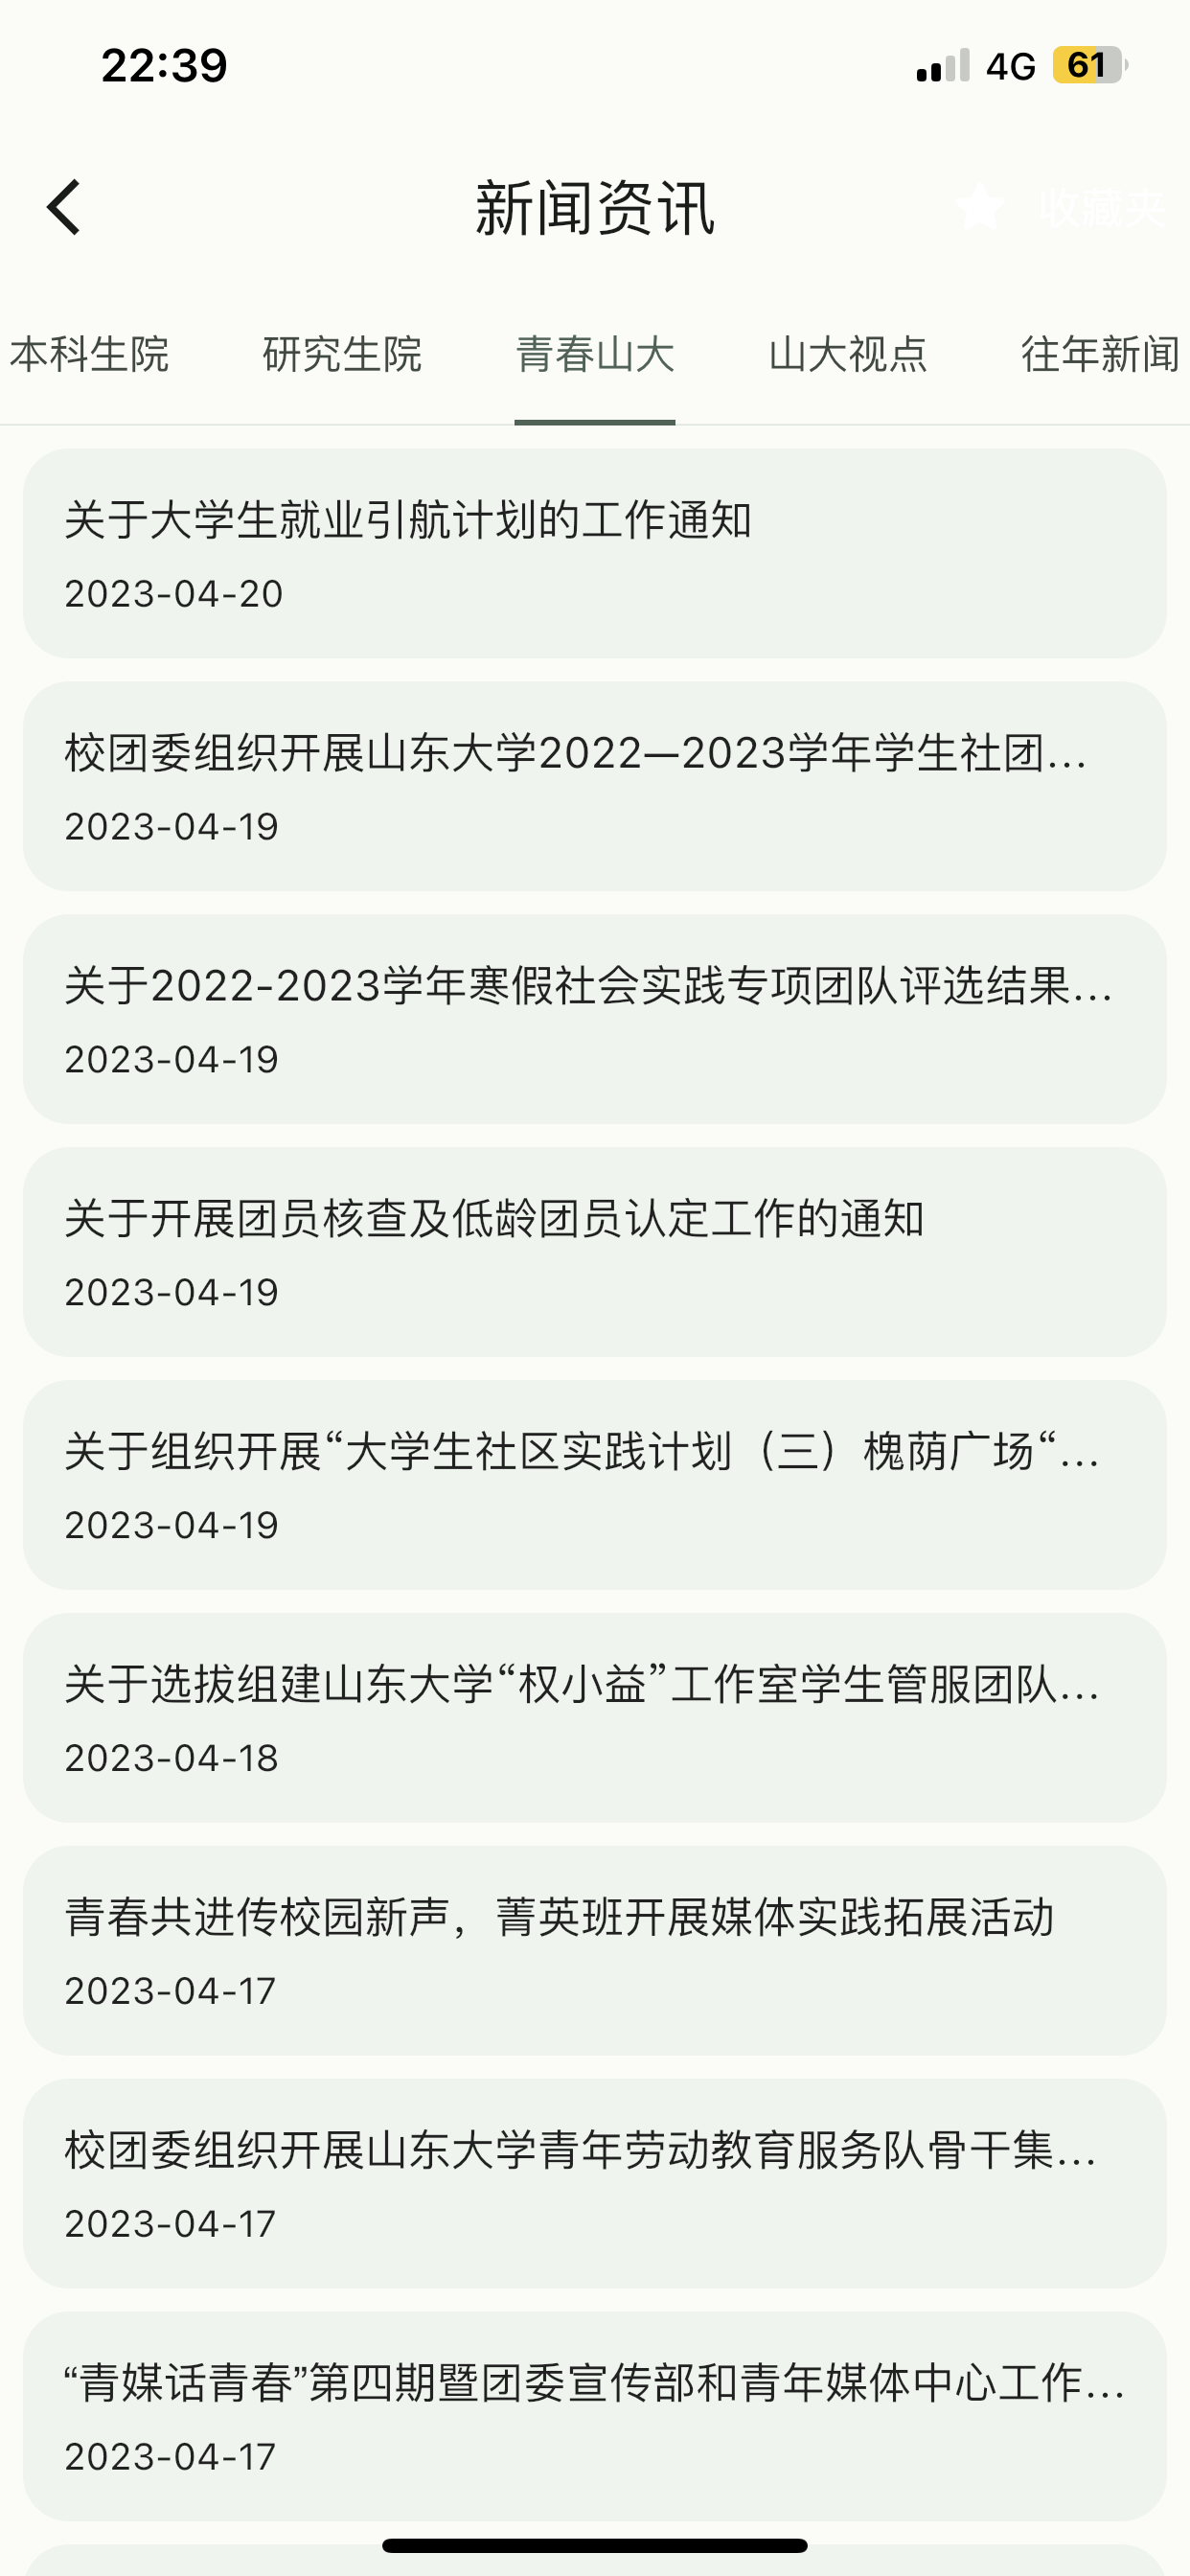 22:39
4G 61
新闻资讯
收藏夹
本科生院 研究生院 青春山大 山大视点 往年新闻
关于大学生就业引航计划的工作通知
2023-04-20
校团委组织开展山东大学2022—2023学年学生社团...
2023-04-19
关于2022-2023学年寒假社会实践专项团队评选结果...
2023-04-19
关于开展团员核查及低龄团员认定工作的通知
2023-04-19
关于组织开展“大学生社区实践计划（三）槐荫广场“...
2023-04-19
关于选拔组建山东大学“权小益”工作室学生管服团队...
2023-04-18
青春共进传校园新声，菁英班开展媒体实践拓展活动
2023-04-17
校团委组织开展山东大学青年劳动教育服务队骨干集...
2023-04-17
“青媒话青春”第四期暨团委宣传部和青年媒体中心工作...
2023-04-17